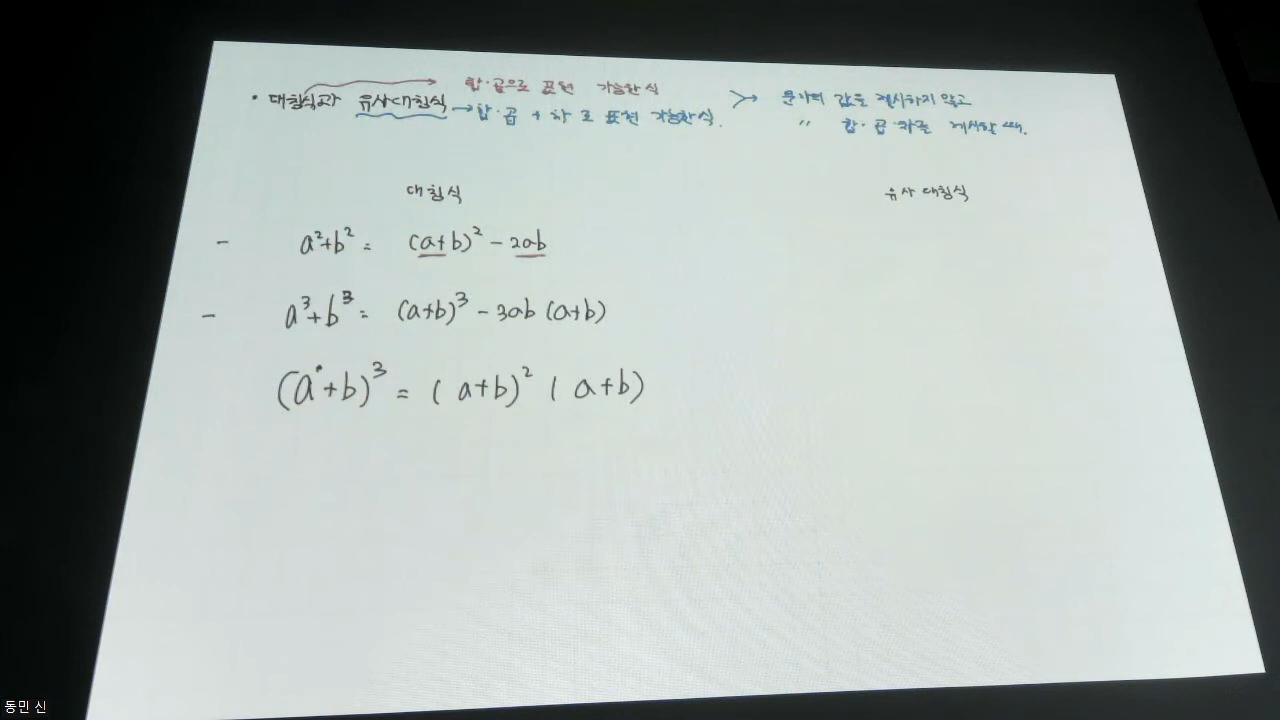 • 대칭식과 유사대칭식
합·곱으로 표현 가능한 식
→ 합·곱 + 차로 표현 가능한 식.
문자의 값을 제시하지 않고
〃 합·곱 차를 제시할 때.
대칭식
유사 대칭식
- a²+b² = (a+b)² - 2ab
- a³+b³ = (a+b)³ - 3ab (a+b)
(a+b)³ = (a+b)² (a+b)
동민 신